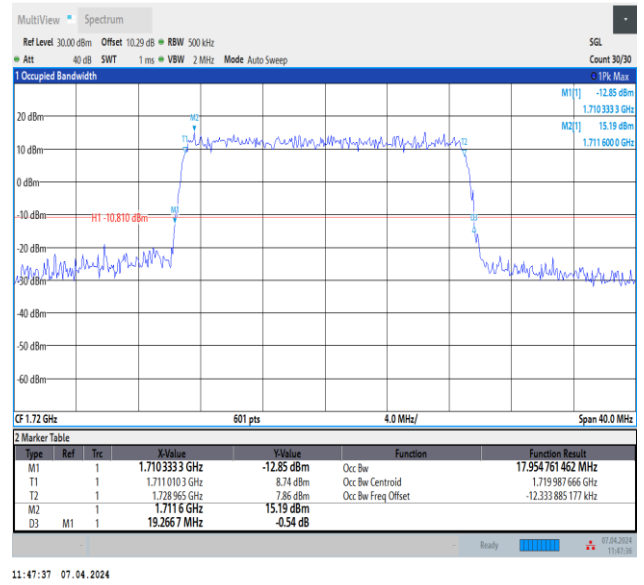 MultiView Spectrum
Ref Level 30.00 dBm Offset 10.29 dB RBW 500 kHz SGL
Att 40 dB SWT 1 ms VBW 2 MHz Mode Auto Sweep Count 30/30
1 Occupied Bandwidth 1Pk Max
M1[1] -12.85 dBm
1.710 333 3 GHz
M2[1] 15.19 dBm
1.711 600 0 GHz
20 dBm
M2
T1 T2
10 dBm
0 dBm
M1
-10 dBm H1 -10.810 dBm D3
-20 dBm
-30 dBm
-40 dBm
-50 dBm
-60 dBm
CF 1.72 GHz 601 pts 4.0 MHz/ Span 40.0 MHz
2 Marker Table
Type Ref Trc X-Value Y-Value Function Function Result
M1 1 1.710 333 3 GHz -12.85 dBm Occ Bw 17.954 761 462 MHz
T1 1 1.711 010 3 GHz 8.74 dBm Occ Bw Centroid 1.719 987 666 GHz
T2 1 1.728 965 GHz 7.86 dBm Occ Bw Freq Offset -12.333 885 177 kHz
M2 1 1.711 6 GHz 15.19 dBm
D3 M1 1 19.266 7 MHz -0.54 dB
Ready 07.04.2024
11:47:36
11:47:37 07.04.2024